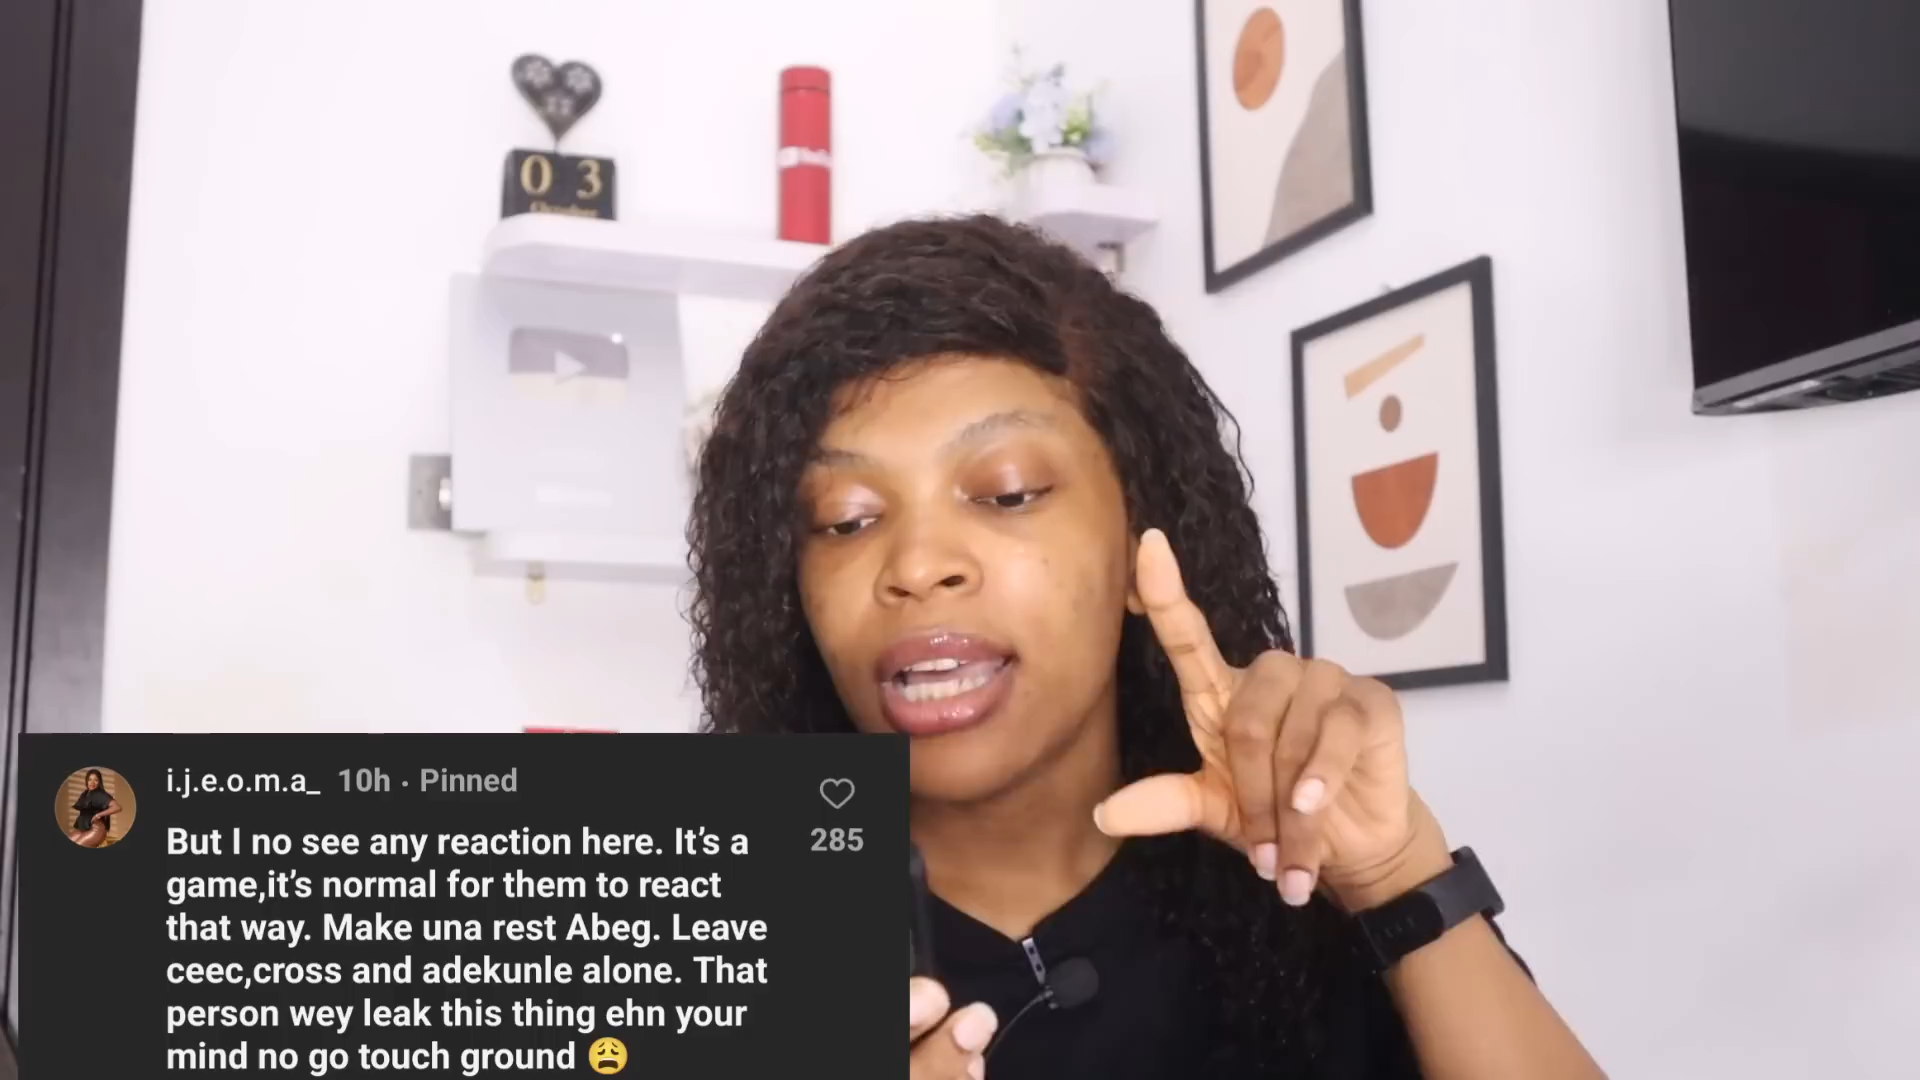 0 3
October
i.j.e.o.m.a_ 10h · Pinned
285
But I no see any reaction here. It’s a
game,it’s normal for them to react
that way. Make una rest Abeg. Leave
ceec,cross and adekunle alone. That
person wey leak this thing ehn your
mind no go touch ground 😩